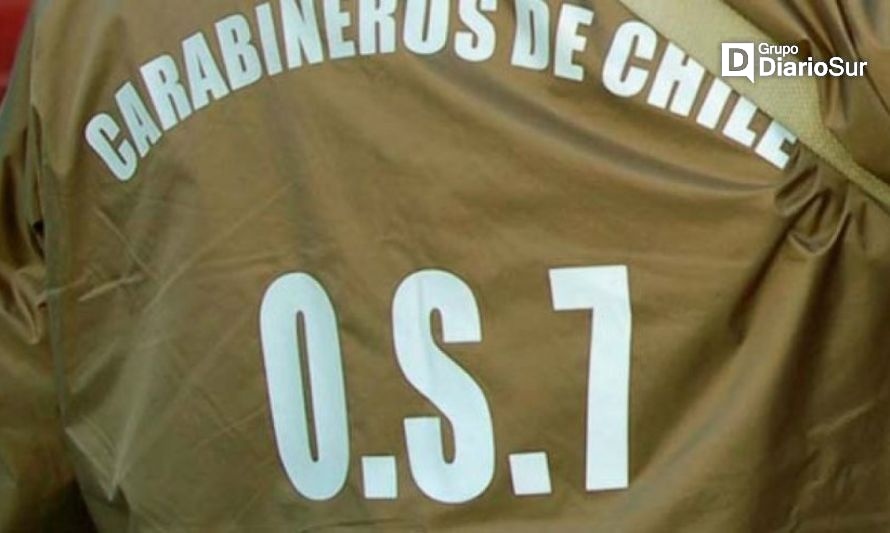 CARABINEROS DE CHILE
Grupo
DiarioSur
O.S.7